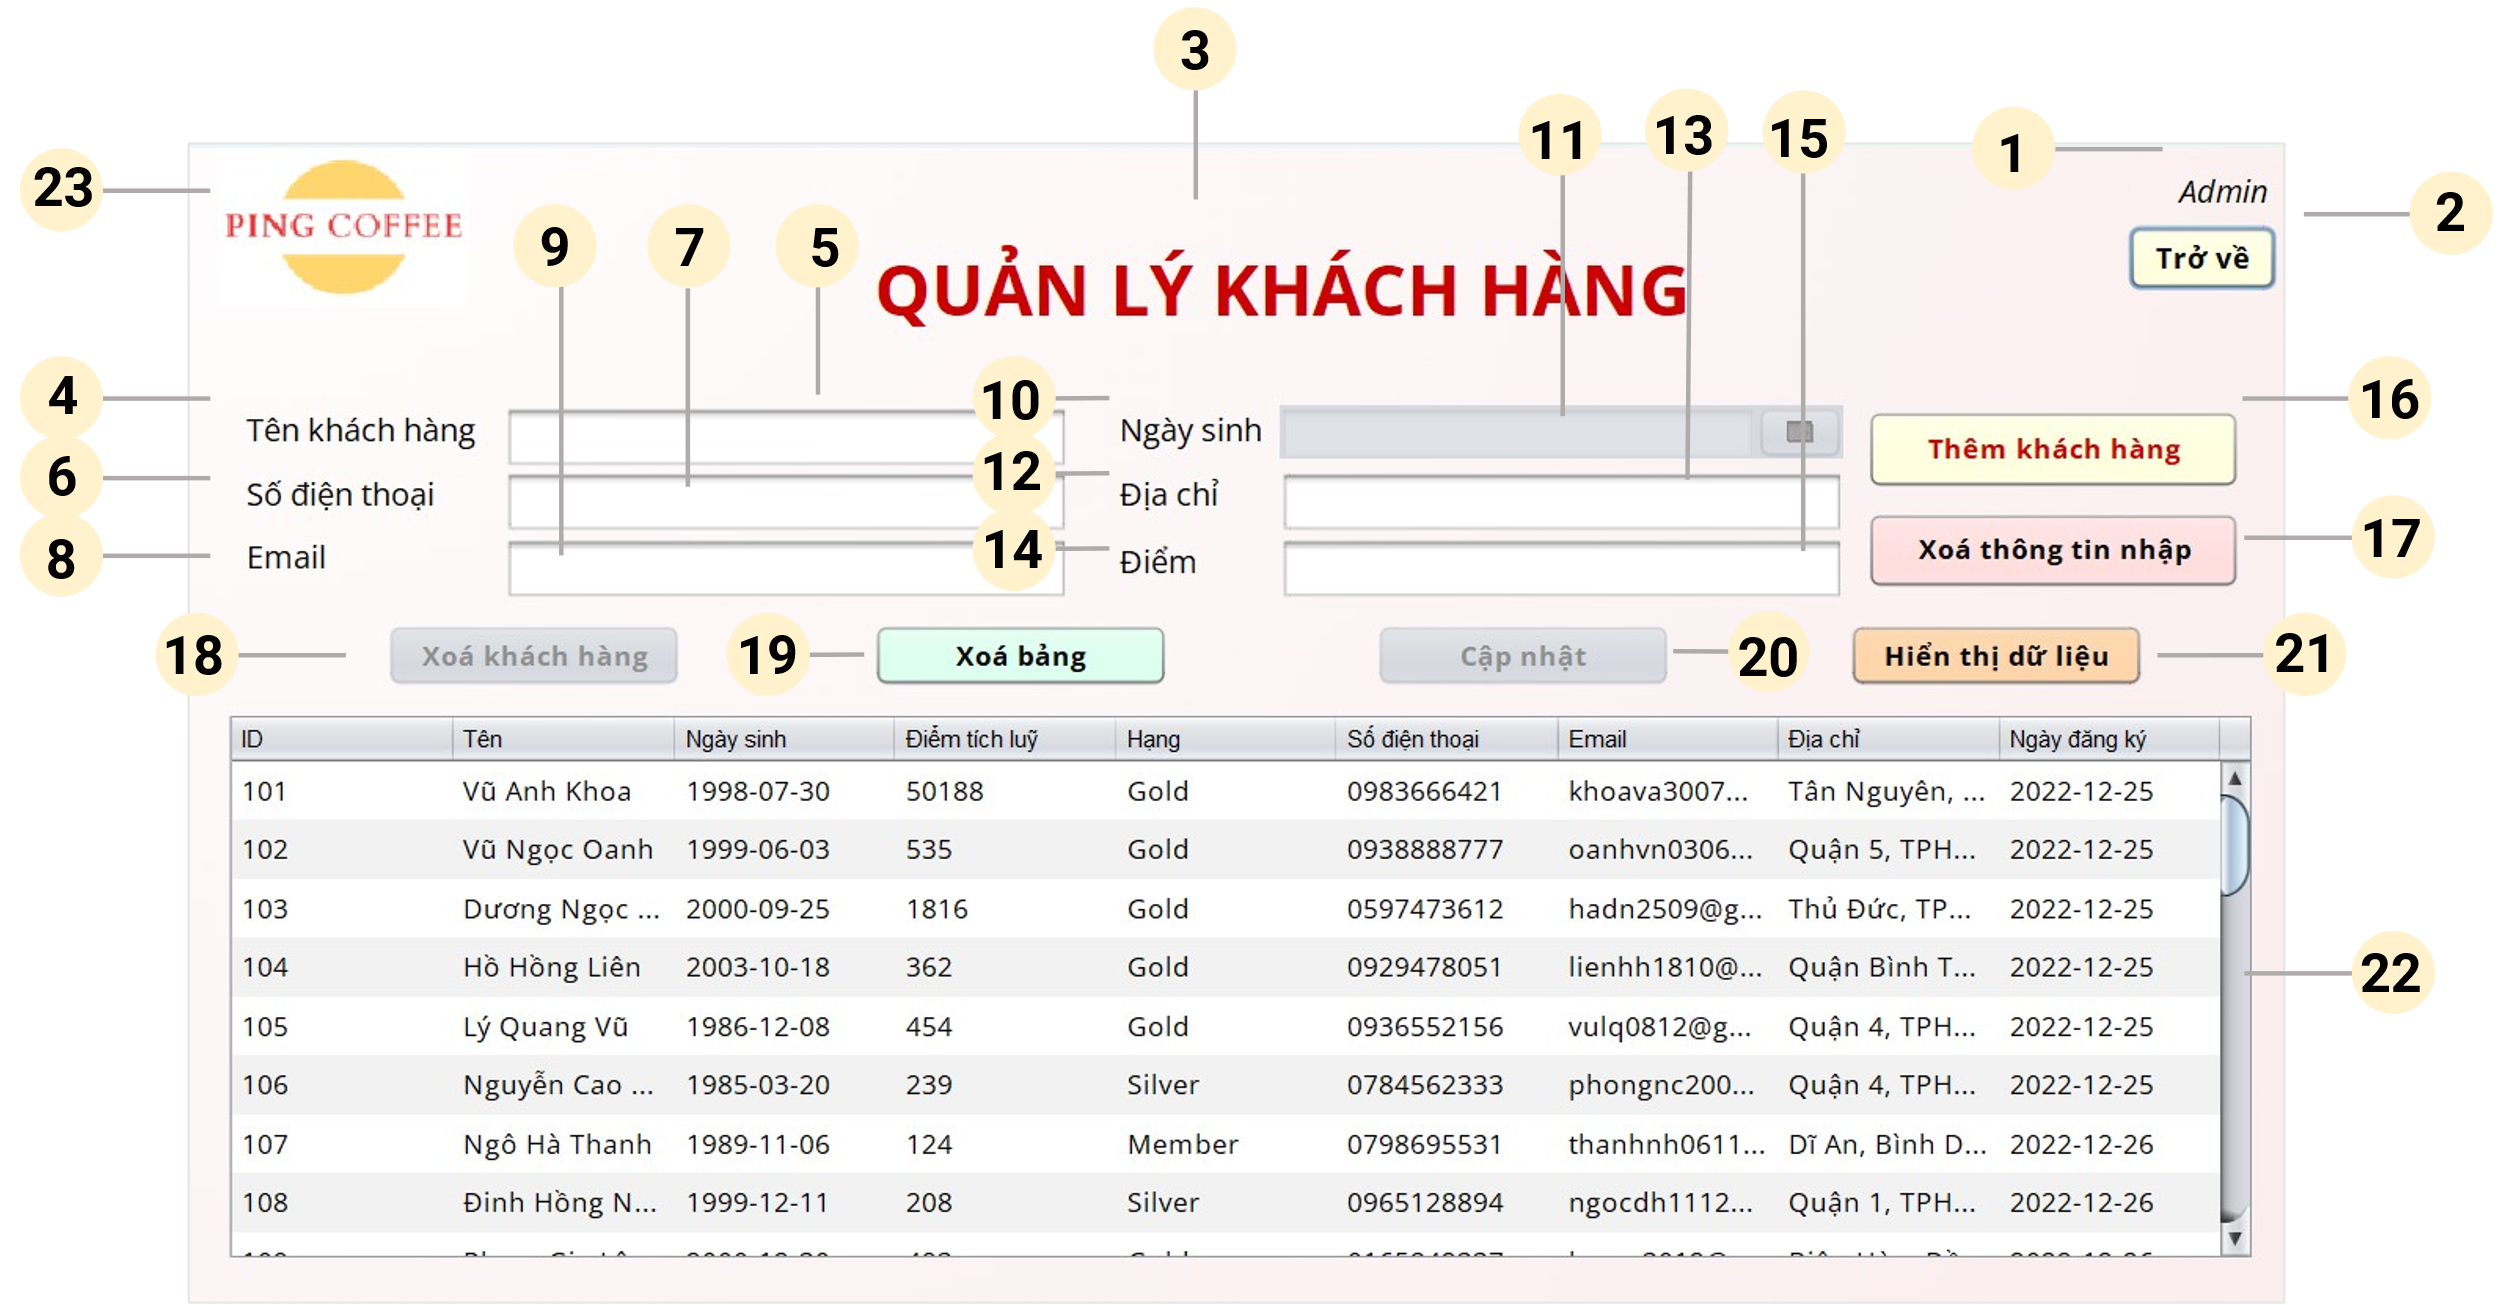 3
11
13
15
1
23
Admin
2
PING COFFEE
9
7
5
Trở về
QUẢN LÝ KHÁCH HÀNG
4
Tên khách hàng
10
Ngày sinh
16
Thêm khách hàng
6
Số điện thoại
12
Địa chỉ
17
Xoá thông tin nhập
8
Email
14
Điểm
18
Xoá khách hàng
19
Xoá bảng
Cập nhật
20
Hiển thị dữ liệu
21
ID Tên Ngày sinh Điểm tích luỹ Hạng Số điện thoại Email Địa chỉ Ngày đăng ký
101 Vũ Anh Khoa 1998-07-30 50188 Gold 0983666421 khoava3007... Tân Nguyên, ... 2022-12-25
102 Vũ Ngọc Oanh 1999-06-03 535 Gold 0938888777 oanhvn0306... Quận 5, TPH... 2022-12-25
103 Dương Ngọc ... 2000-09-25 1816 Gold 0597473612 hadn2509@g... Thủ Đức, TP... 2022-12-25
104 Hồ Hồng Liên 2003-10-18 362 Gold 0929478051 lienhh1810@... Quận Bình T... 2022-12-25
105 Lý Quang Vũ 1986-12-08 454 Gold 0936552156 vulq0812@g... Quận 4, TPH... 2022-12-25
106 Nguyễn Cao ... 1985-03-20 239 Silver 0784562333 phongnc200... Quận 4, TPH... 2022-12-25
107 Ngô Hà Thanh 1989-11-06 124 Member 0798695531 thanhnh0611... Dĩ An, Bình D... 2022-12-26
108 Đinh Hồng N... 1999-12-11 208 Silver 0965128894 ngocdh1112... Quận 1, TPH... 2022-12-26
22